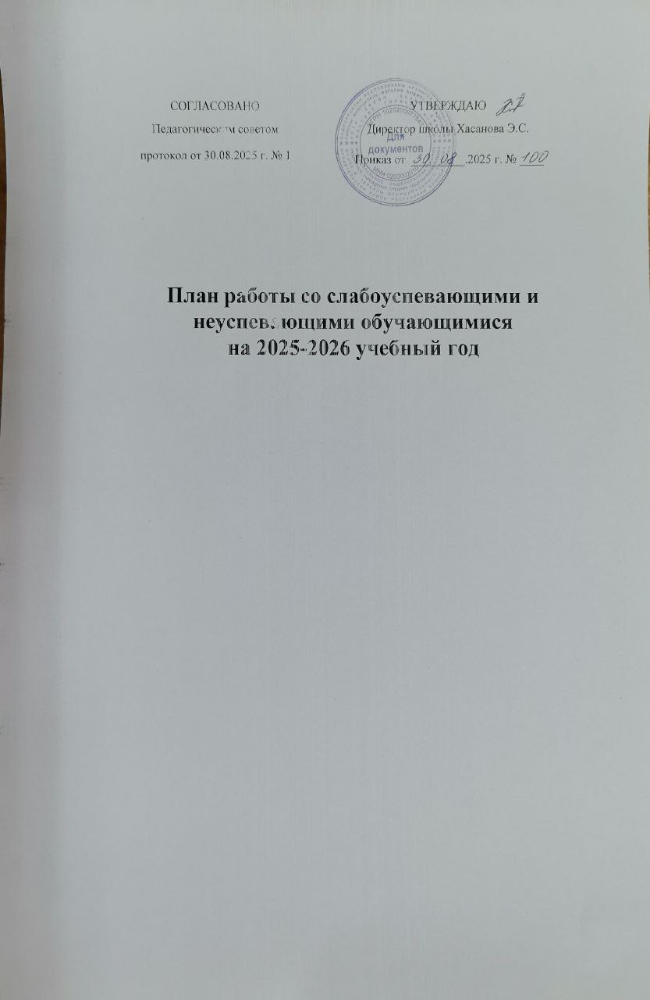 СОГЛАСОВАНО
Педагогическим советом
протокол от 30.08.2025 г. № 1
УТВЕРЖДАЮ
Директор школы Хасанова Э.С.
Приказ от 30.08.2025 г. № 100
Для
документов
План работы со слабоуспевающими и
неуспевающими обучающимися
на 2025-2026 учебный год